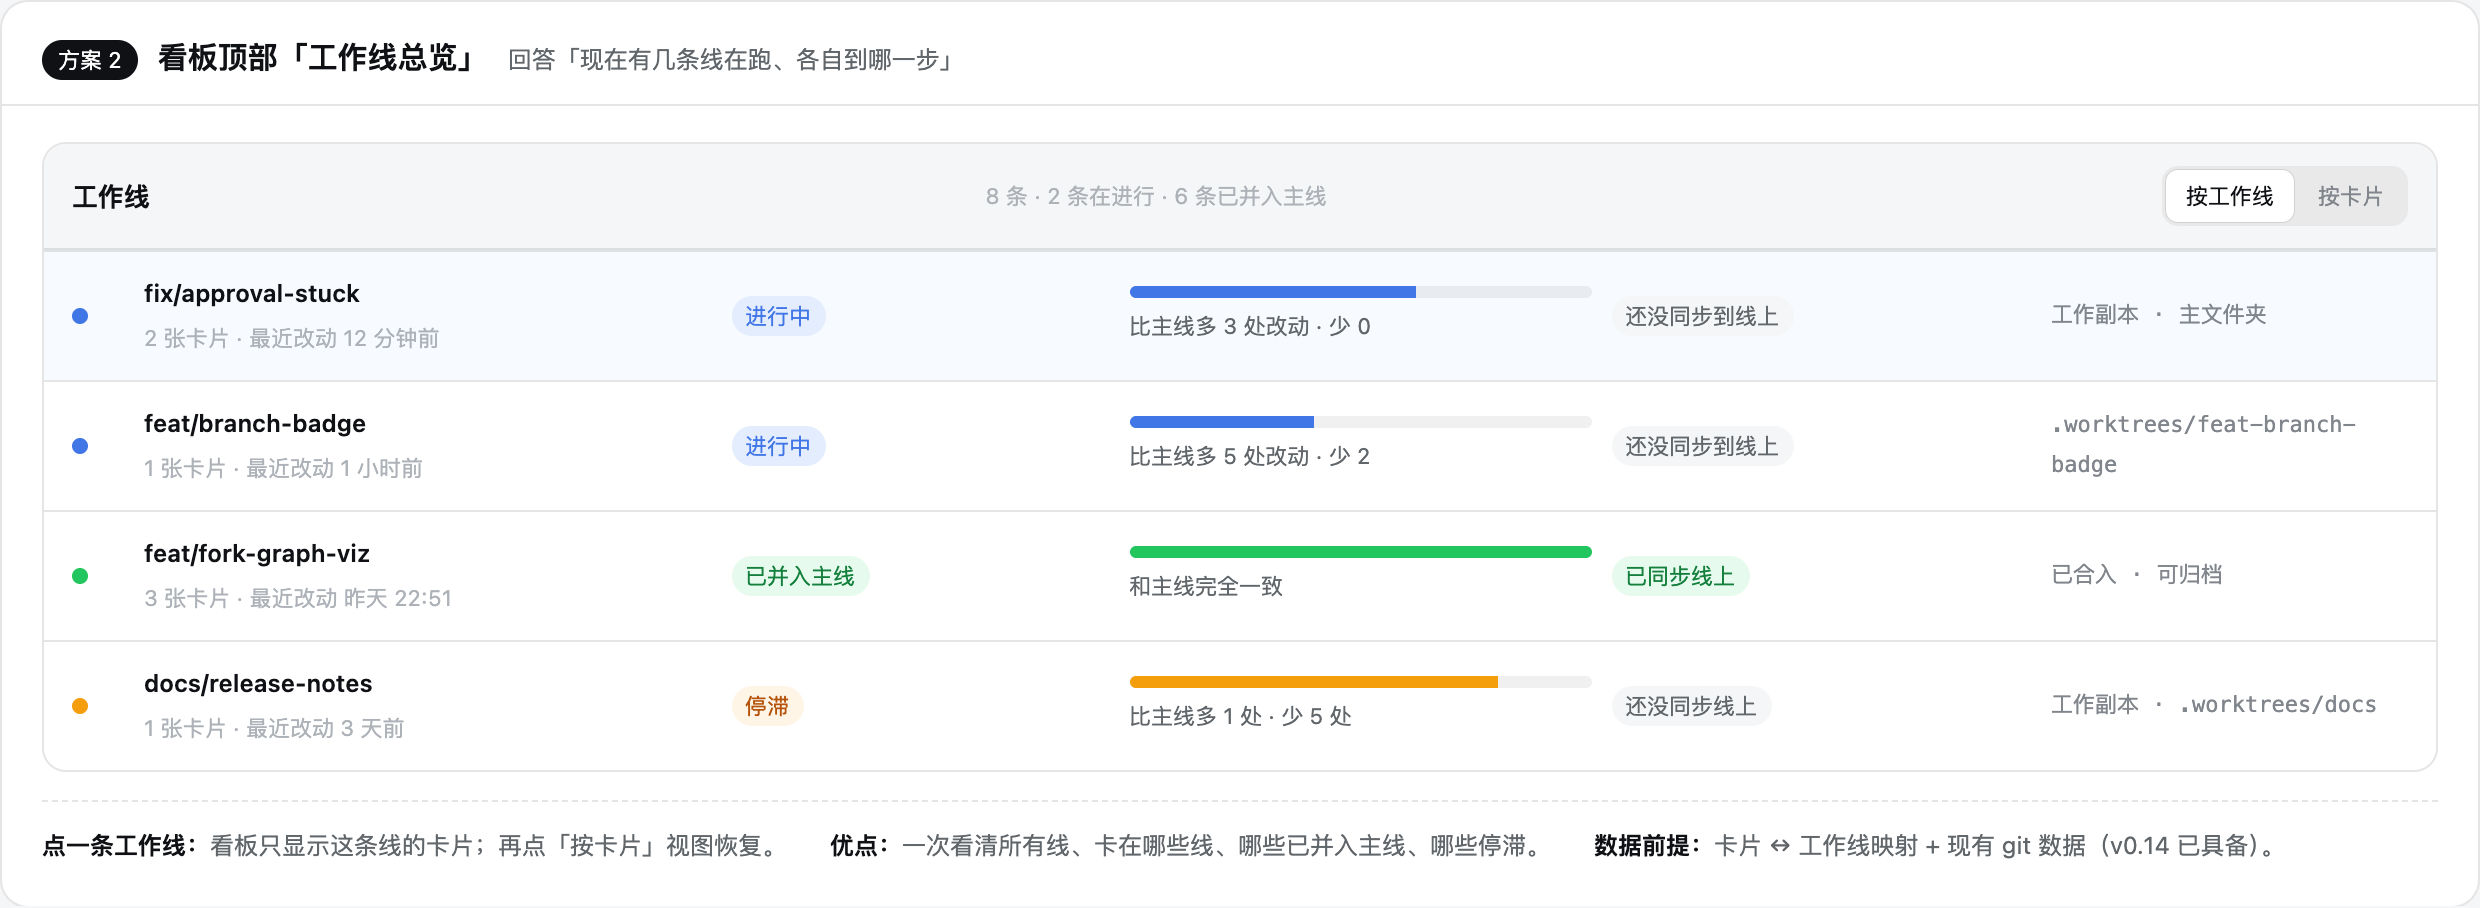 方案 2 看板顶部「工作线总览」 回答「现在有几条线在跑、各自到哪一步」
工作线 8 条 · 2 条在进行 · 6 条已并入主线 按工作线 按卡片
fix/approval-stuck
2 张卡片 · 最近改动 12 分钟前
进行中
比主线多 3 处改动 · 少 0
还没同步到线上
工作副本 · 主文件夹
feat/branch-badge
1 张卡片 · 最近改动 1 小时前
进行中
比主线多 5 处改动 · 少 2
还没同步到线上
.worktrees/feat-branch-
badge
feat/fork-graph-viz
3 张卡片 · 最近改动 昨天 22:51
已并入主线
和主线完全一致
已同步线上
已合入 · 可归档
docs/release-notes
1 张卡片 · 最近改动 3 天前
停滞
比主线多 1 处 · 少 5 处
还没同步线上
工作副本 · .worktrees/docs
点一条工作线：看板只显示这条线的卡片；再点「按卡片」视图恢复。 优点：一次看清所有线、卡在哪些线、哪些已并入主线、哪些停滞。 数据前提：卡片 ↔ 工作线映射 + 现有 git 数据（v0.14 已具备）。